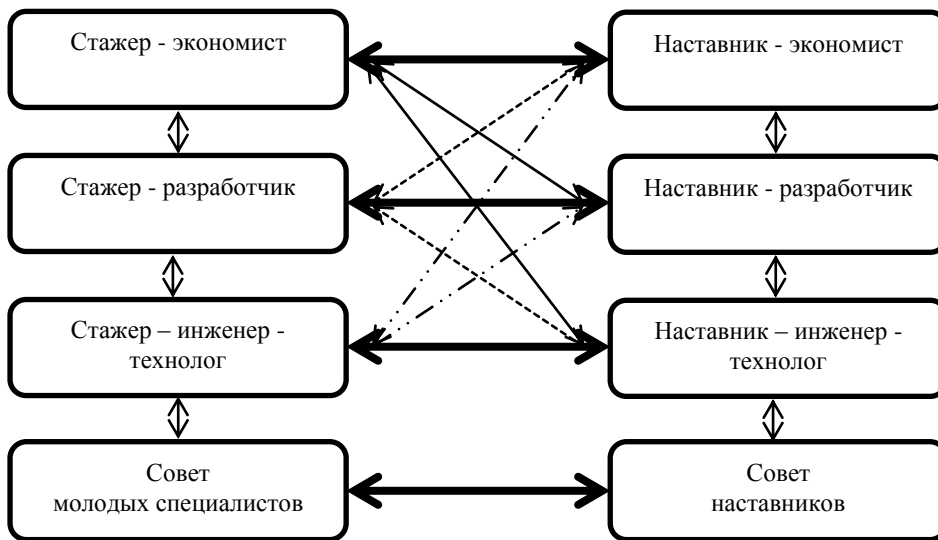 Стажер - экономист
Наставник - экономист
Стажер - разработчик
Наставник - разработчик
Стажер – инженер -
технолог
Наставник – инженер -
технолог
Совет
молодых специалистов
Совет
наставников